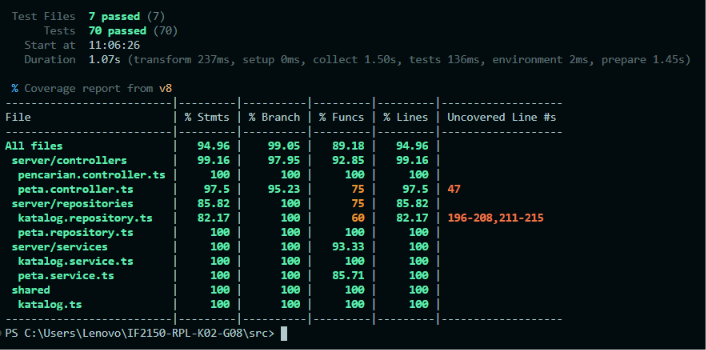 Test Files  7 passed (7)
Tests  70 passed (70)
Start at  11:06:26
Duration  1.07s (transform 237ms, setup 0ms, collect 1.50s, tests 136ms, environment 2ms, prepare 1.45s)
% Coverage report from v8
-------------------------|---------|----------|---------|---------|-------------------
File                     | % Stmts | % Branch | % Funcs | % Lines | Uncovered Line #s
-------------------------|---------|----------|---------|---------|-------------------
All files                |   94.96 |    99.05 |   89.18 |   94.96 |
 server/controllers      |   99.16 |    97.95 |   92.85 |   99.16 |
  pencarian.controller.ts |     100 |      100 |     100 |     100 |
  peta.controller.ts     |    97.5 |    95.23 |      75 |    97.5 | 47
 server/repositories     |   85.82 |      100 |      75 |   85.82 |
  katalog.repository.ts  |   82.17 |      100 |      60 |   82.17 | 196-208,211-215
  peta.repository.ts     |     100 |      100 |     100 |     100 |
 server/services         |     100 |      100 |   93.33 |     100 |
  katalog.service.ts     |     100 |      100 |     100 |     100 |
  peta.service.ts        |     100 |      100 |   85.71 |     100 |
 shared                  |     100 |      100 |     100 |     100 |
  katalog.ts             |     100 |      100 |     100 |     100 |
-------------------------|---------|----------|---------|---------|-------------------
PS C:\Users\Lenovo\IF2150-RPL-K02-G08\src>